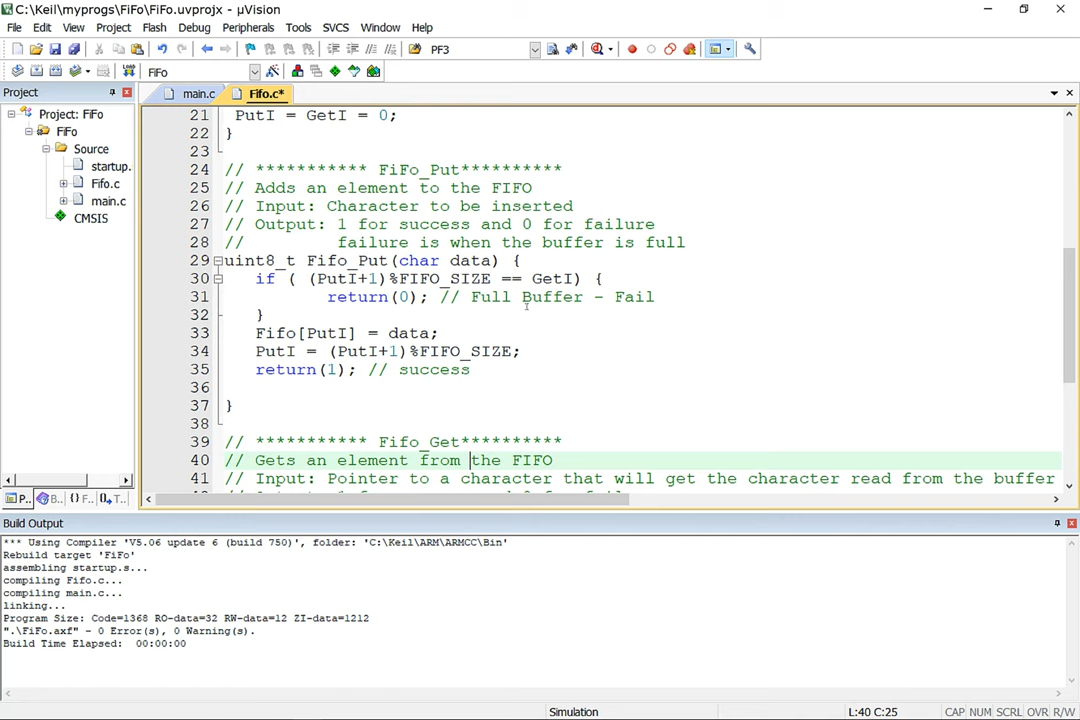 C:\Keil\myprogs\FiFo\FiFo.uvprojx - µVision
File Edit View Project Flash Debug Peripherals Tools SVCS Window Help
PF3
FiFo
Project
main.c Fifo.c*
Project: FiFo
FiFo
Source
startup.
Fifo.c
main.c
CMSIS
21 PutI = GetI = 0;
22 }
23
24 // *********** FiFo_Put**********
25 // Adds an element to the FIFO
26 // Input: Character to be inserted
27 // Output: 1 for success and 0 for failure
28 // failure is when the buffer is full
29 uint8_t Fifo_Put(char data) {
30 if ( (PutI+1)%FIFO_SIZE == GetI) {
31 return(0); // Full Buffer - Fail
32 }
33 Fifo[PutI] = data;
34 PutI = (PutI+1)%FIFO_SIZE;
35 return(1); // success
36
37 }
38
39 // *********** Fifo_Get**********
40 // Gets an element from the FIFO
41 // Input: Pointer to a character that will get the character read from the buffer
P.. B.. {} F.. T..
Build Output
*** Using Compiler 'V5.06 update 6 (build 750)', folder: 'C:\Keil\ARM\ARMCC\Bin'
Rebuild target 'FiFo'
assembling startup.s...
compiling Fifo.c...
compiling main.c...
linking...
Program Size: Code=1368 RO-data=32 RW-data=12 ZI-data=1212
".\FiFo.axf" - 0 Error(s), 0 Warning(s).
Build Time Elapsed: 00:00:00
Simulation L:40 C:25 CAP NUM SCRL OVR R/W